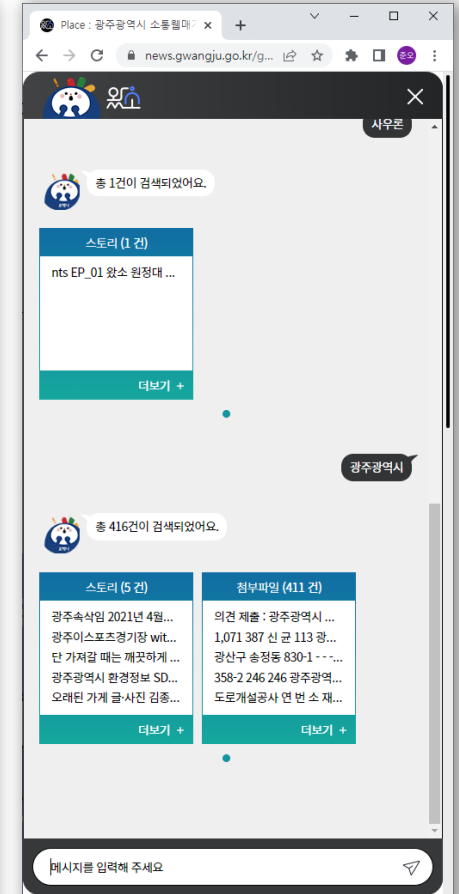 Place : 광주광역시 소통웹매거
news.gwangju.go.kr/g...
준오
왔소
사우론
총 1건이 검색되었어요.
스토리 (1 건)
nts EP_01 왔소 원정대 ...
더보기 +
광주광역시
총 416건이 검색되었어요.
스토리 (5 건)
광주속삭임 2021년 4월...
광주이스포츠경기장 wit...
단 가져갈 때는 깨끗하게 ...
광주광역시 환경정보 SD...
오래된 가게 글·사진 김종...
더보기 +
첨부파일 (411 건)
의견 제출 : 광주광역시 ...
1,071 387 신 균 113 광...
광산구 송정동 830-1 - - -...
358-2 246 246 광주광역...
도로개설공사 연 번 소 재...
더보기 +
메시지를 입력해 주세요